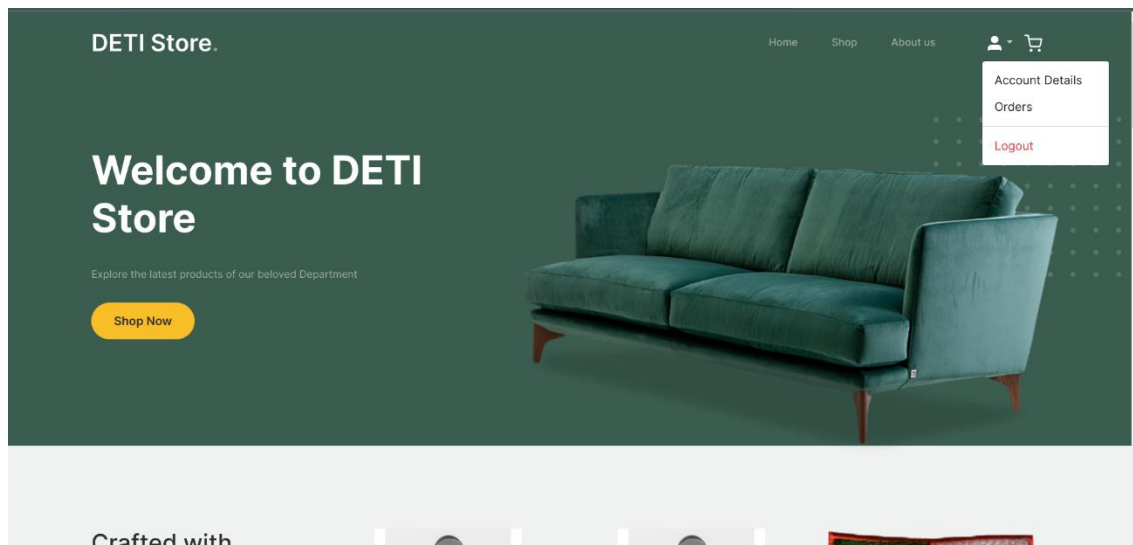 DETI Store.
Home Shop About us
Account Details
Orders
Logout
Welcome to DETI
Store
Explore the latest products of our beloved Department
Shop Now
Crafted with